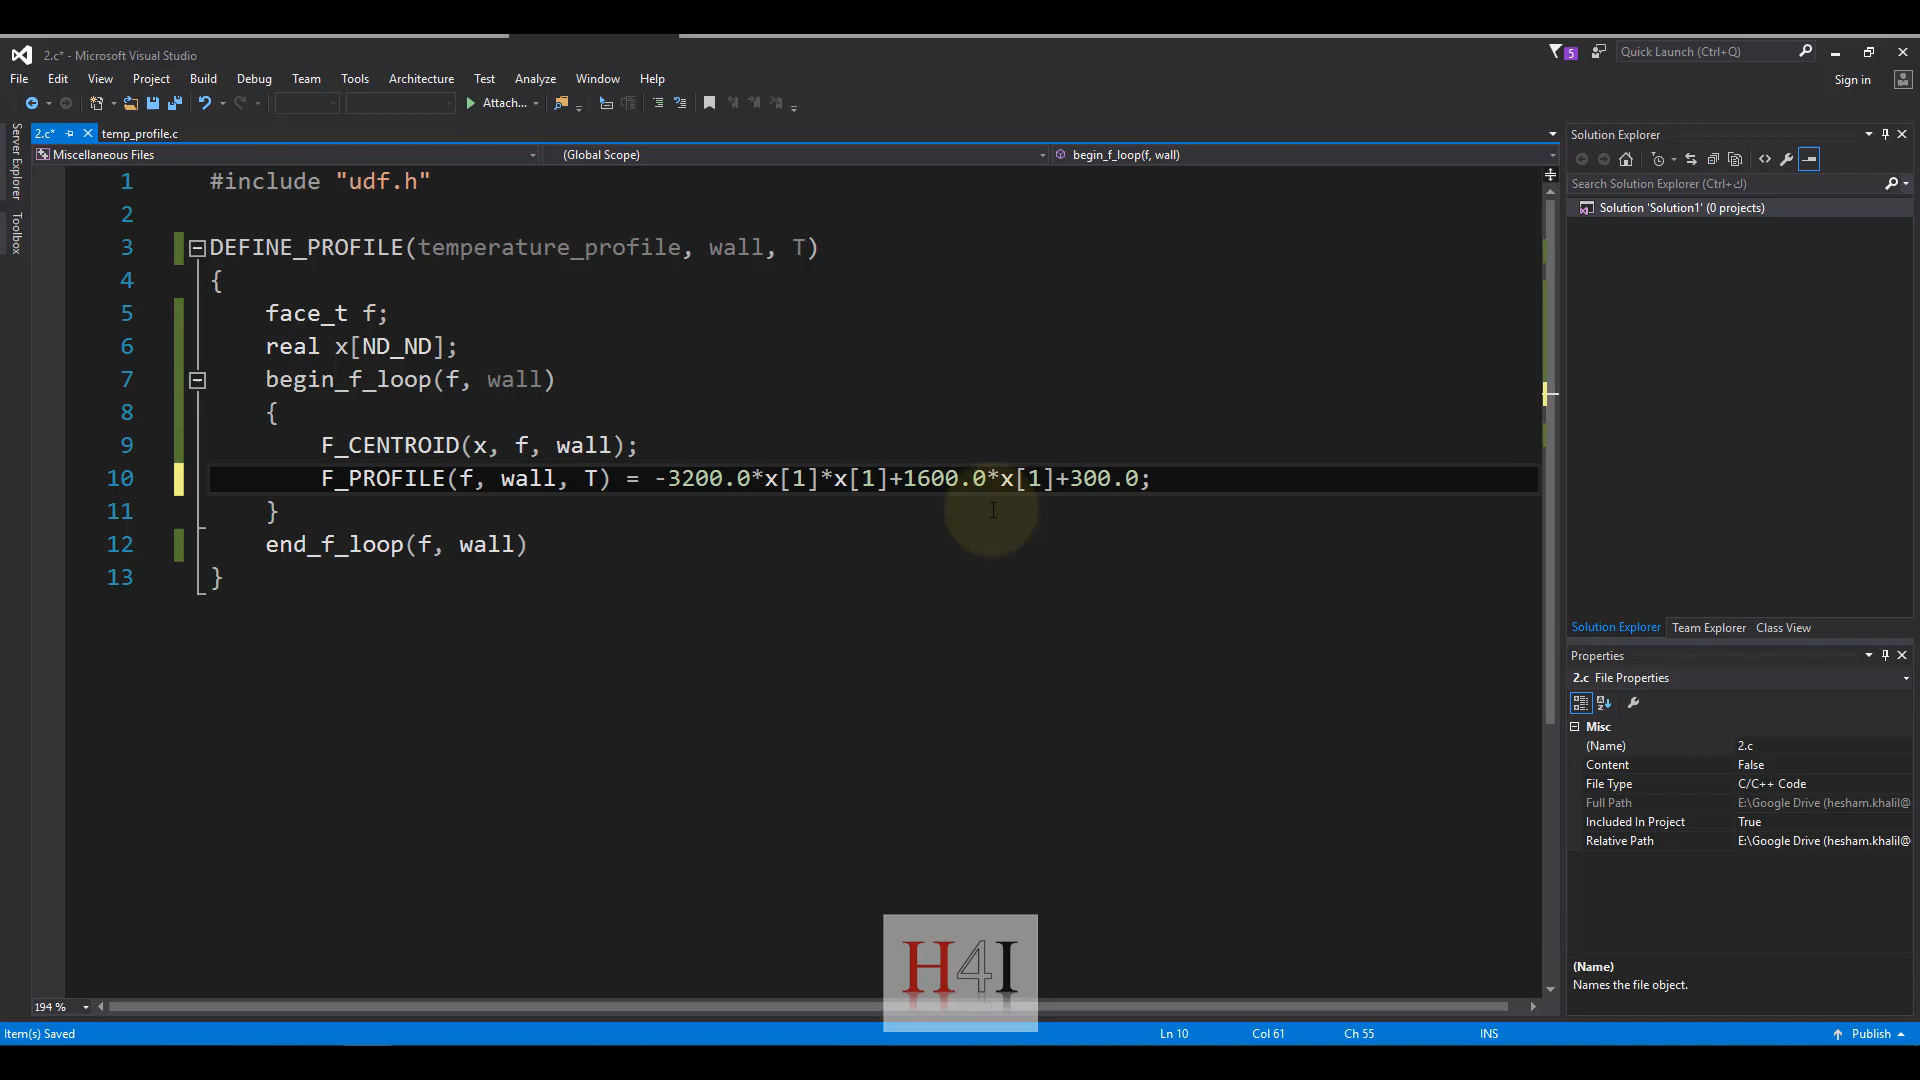 2.c* - Microsoft Visual Studio
5
Quick Launch (Ctrl+Q)
File Edit View Project Build Debug Team Tools Architecture Test Analyze Window Help
Sign in
Attach...
Server Explorer
Toolbox
2.c* temp_profile.c
Miscellaneous Files (Global Scope) begin_f_loop(f, wall)
1 #include "udf.h"
2
3 DEFINE_PROFILE(temperature_profile, wall, T)
4 {
5 face_t f;
6 real x[ND_ND];
7 begin_f_loop(f, wall)
8 {
9 F_CENTROID(x, f, wall);
10 F_PROFILE(f, wall, T) = -3200.0*x[1]*x[1]+1600.0*x[1]+300.0;
11 }
12 end_f_loop(f, wall)
13 }
H4I
194 %
Solution Explorer
Search Solution Explorer (Ctrl+ك)
Solution 'Solution1' (0 projects)
Solution Explorer Team Explorer Class View
Properties
2.c File Properties
Misc
(Name) 2.c
Content False
File Type C/C++ Code
Full Path E:\Google Drive (hesham.khalil@
Included In Project True
Relative Path E:\Google Drive (hesham.khalil@
(Name)
Names the file object.
Item(s) Saved Ln 10 Col 61 Ch 55 INS Publish